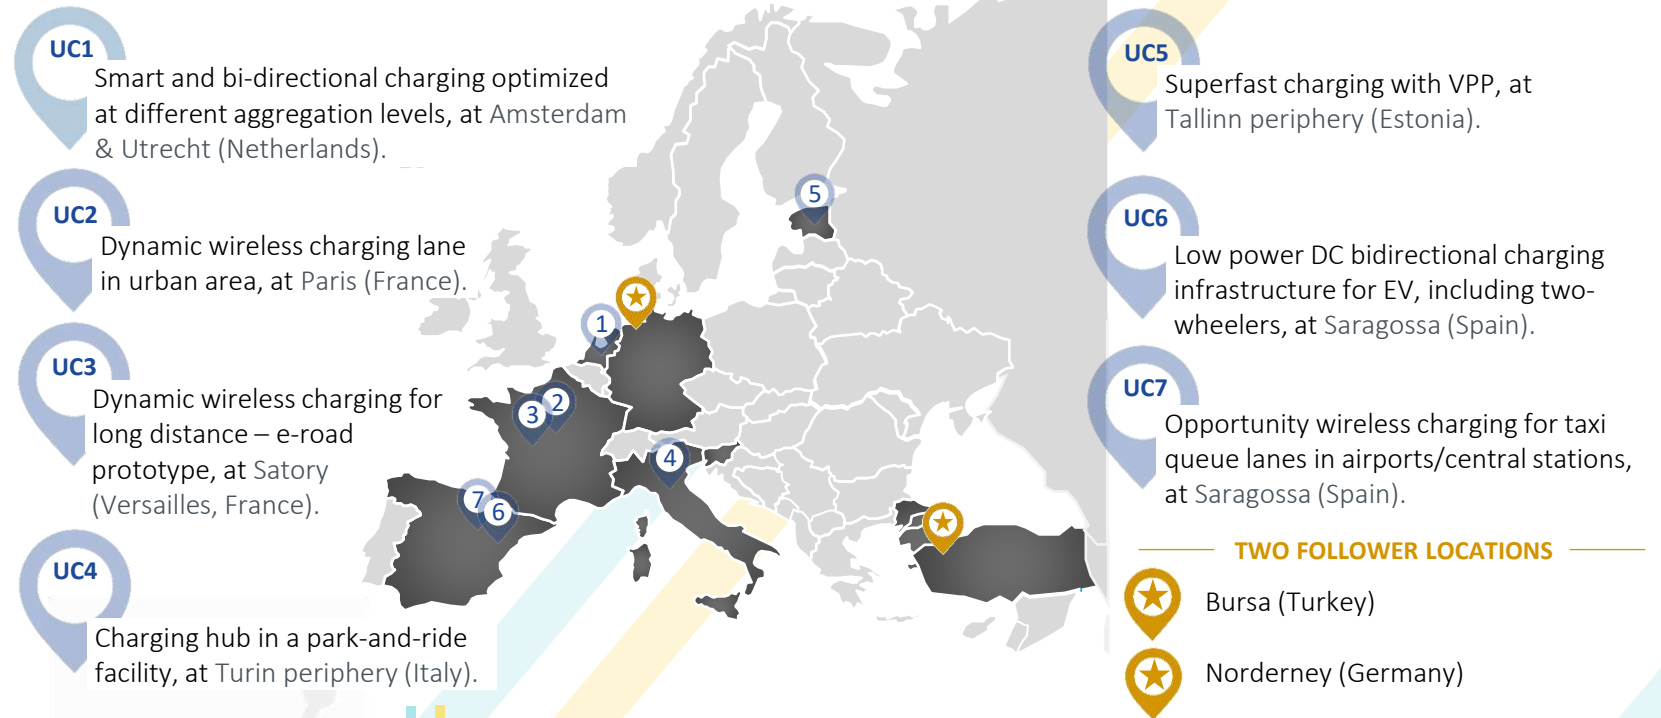 UC1
Smart and bi-directional charging optimized
at different aggregation levels, at Amsterdam
& Utrecht (Netherlands).
UC2
Dynamic wireless charging lane
in urban area, at Paris (France).
UC3
Dynamic wireless charging for
long distance – e-road
prototype, at Satory
(Versailles, France).
UC4
Charging hub in a park-and-ride
facility, at Turin periphery (Italy).
5
1
2
3
4
7
6
UC5
Superfast charging with VPP, at
Tallinn periphery (Estonia).
UC6
Low power DC bidirectional charging
infrastructure for EV, including two-
wheelers, at Saragossa (Spain).
UC7
Opportunity wireless charging for taxi
queue lanes in airports/central stations,
at Saragossa (Spain).
TWO FOLLOWER LOCATIONS
Bursa (Turkey)
Norderney (Germany)